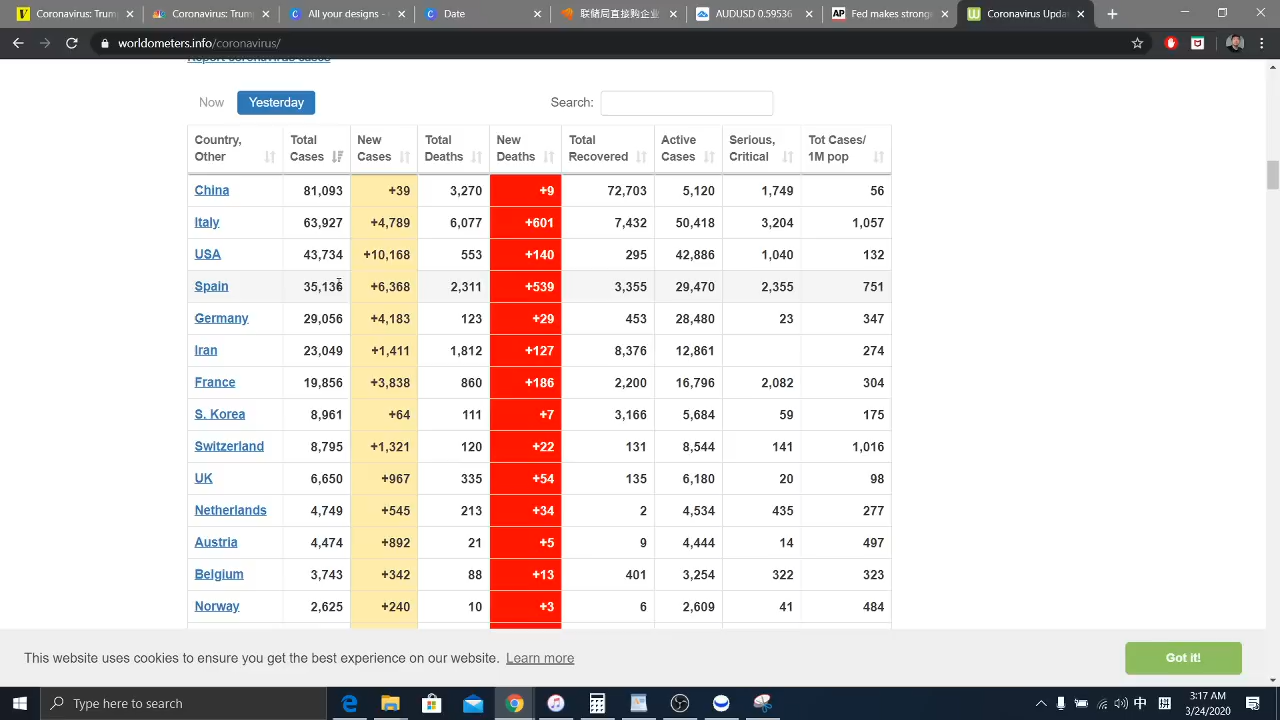 Coronavirus: Trum
Coronavirus: New
All your designs -
联储局直接购企业
AUDUSD 0.59536
AP Fed makes strong
Coronavirus Upda
worldometers.info/coronavirus/
Report coronavirus cases
Now Yesterday Search:
Country, Other Total Cases New Cases Total Deaths New Deaths Total Recovered Active Cases Serious, Critical Tot Cases/ 1M pop
China 81,093 +39 3,270 +9 72,703 5,120 1,749 56
Italy 63,927 +4,789 6,077 +601 7,432 50,418 3,204 1,057
USA 43,734 +10,168 553 +140 295 42,886 1,040 132
Spain 35,136 +6,368 2,311 +539 3,355 29,470 2,355 751
Germany 29,056 +4,183 123 +29 453 28,480 23 347
Iran 23,049 +1,411 1,812 +127 8,376 12,861 274
France 19,856 +3,838 860 +186 2,200 16,796 2,082 304
S. Korea 8,961 +64 111 +7 3,166 5,684 59 175
Switzerland 8,795 +1,321 120 +22 131 8,544 141 1,016
UK 6,650 +967 335 +54 135 6,180 20 98
Netherlands 4,749 +545 213 +34 2 4,534 435 277
Austria 4,474 +892 21 +5 9 4,444 14 497
Belgium 3,743 +342 88 +13 401 3,254 322 323
Norway 2,625 +240 10 +3 6 2,609 41 484
This website uses cookies to ensure you get the best experience on our website. Learn more Got it!
Type here to search
中 拼
3:17 AM
3/24/2020